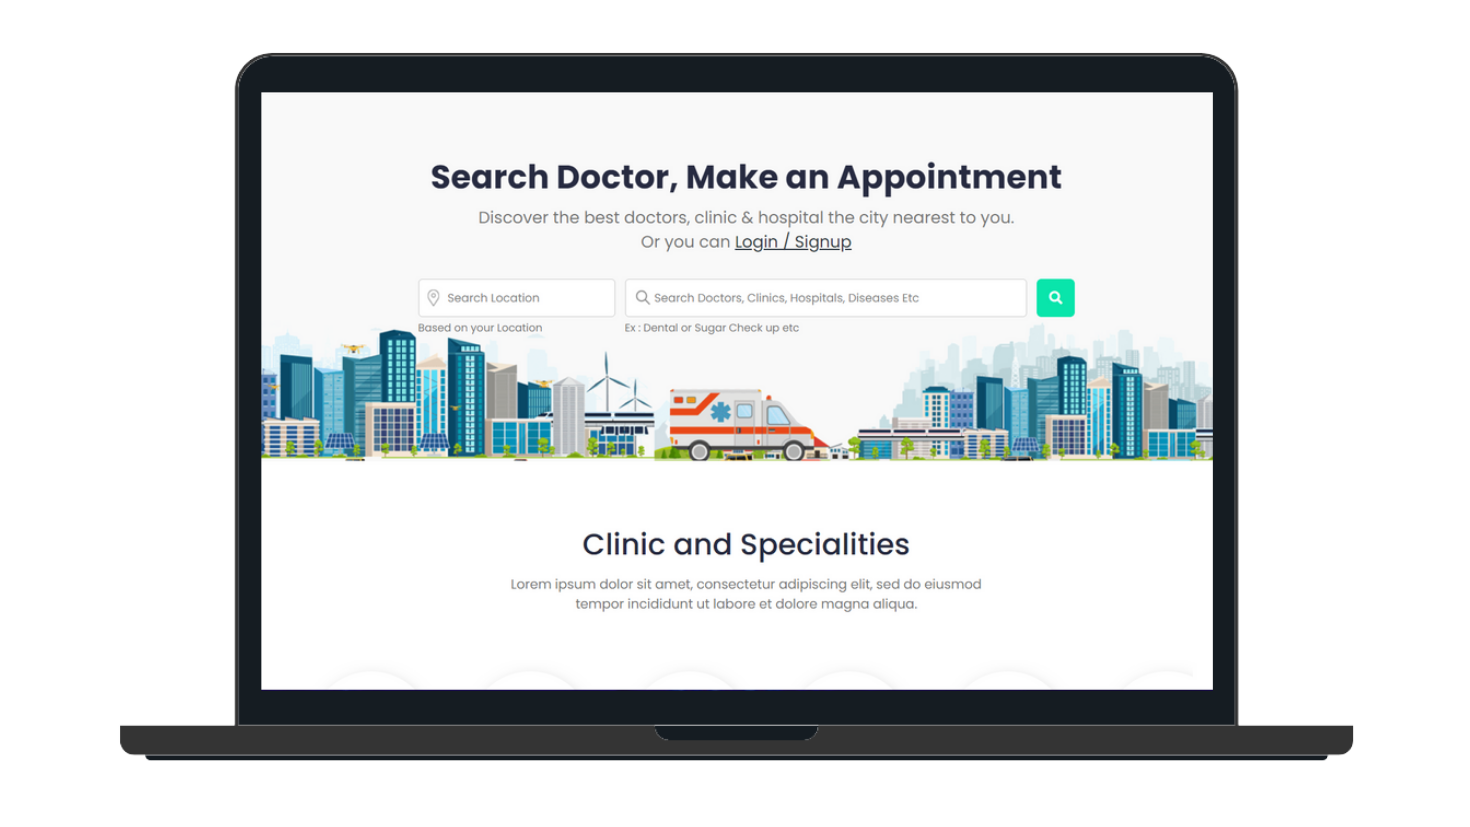 Search Doctor, Make an Appointment
Discover the best doctors, clinic & hospital the city nearest to you.
Or you can Login / Signup
Search Location
Search Doctors, Clinics, Hospitals, Diseases Etc
Based on your Location
Ex : Dental or Sugar Check up etc
Clinic and Specialities
Lorem ipsum dolor sit amet, consectetur adipiscing elit, sed do eiusmod
tempor incididunt ut labore et dolore magna aliqua.